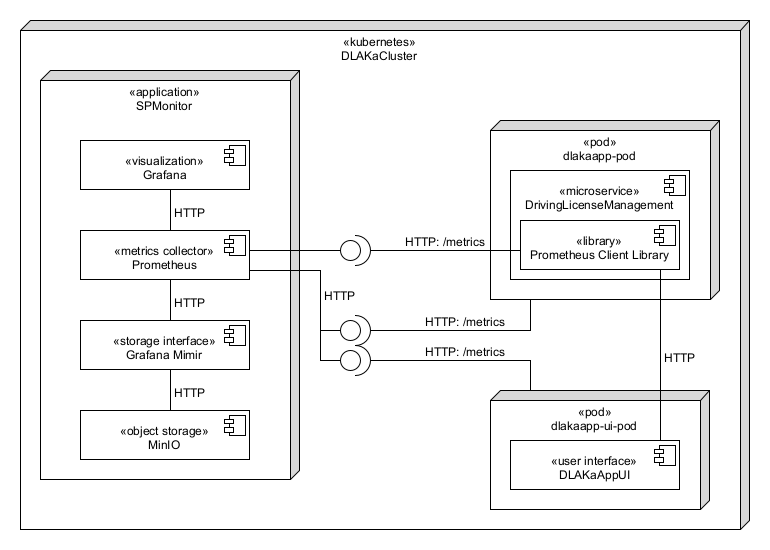 «kubernetes»
DLAKaCluster
«application»
SPMonitor
«visualization»
Grafana
HTTP
«metrics collector»
Prometheus
HTTP
«storage interface»
Grafana Mimir
HTTP
«object storage»
MinIO
HTTP: /metrics
HTTP
HTTP: /metrics
HTTP: /metrics
«pod»
dlakaapp-pod
«microservice»
DrivingLicenseManagement
«library»
Prometheus Client Library
HTTP
«pod»
dlakaapp-ui-pod
«user interface»
DLAKaAppUI